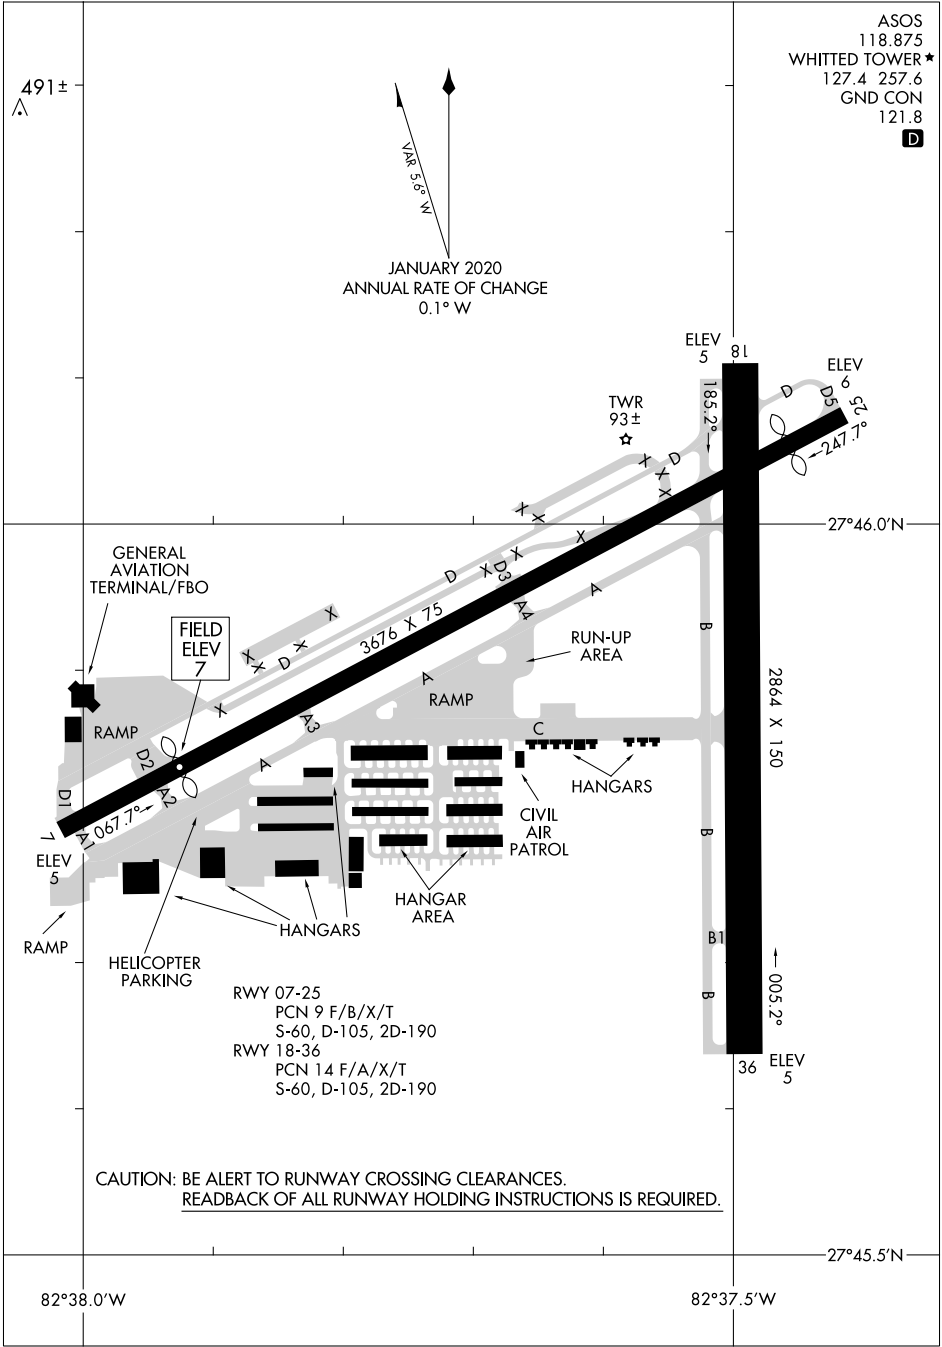 ASOS
118.875
WHITTED TOWER★
127.4 257.6
GND CON
121.8
D
491±
VAR 5.6° W
JANUARY 2020
ANNUAL RATE OF CHANGE
0.1° W
ELEV
5
18
ELEV
6
25
D
D5
185.2°
247.7°
TWR
93±
X
D
X
X
X
X
27°46.0'N
X
X
GENERAL
AVIATION
TERMINAL/FBO
D
X
D3
A
A4
3676 X 75
X
FIELD
ELEV
7
B
RUN-UP
AREA
X
X
D
X
A
RAMP
2864 X 150
X
A3
C
RAMP
D2
A
HANGARS
D1
A2
067.7°
7
A1
CIVIL
AIR
PATROL
B
ELEV
5
HANGAR
AREA
HANGARS
RAMP
B1
HELICOPTER
PARKING
005.2°
B
RWY 07-25
PCN 9 F/B/X/T
S-60, D-105, 2D-190
RWY 18-36
PCN 14 F/A/X/T
S-60, D-105, 2D-190
36
ELEV
5
CAUTION: BE ALERT TO RUNWAY CROSSING CLEARANCES.
READBACK OF ALL RUNWAY HOLDING INSTRUCTIONS IS REQUIRED.
27°45.5'N
82°38.0'W
82°37.5'W